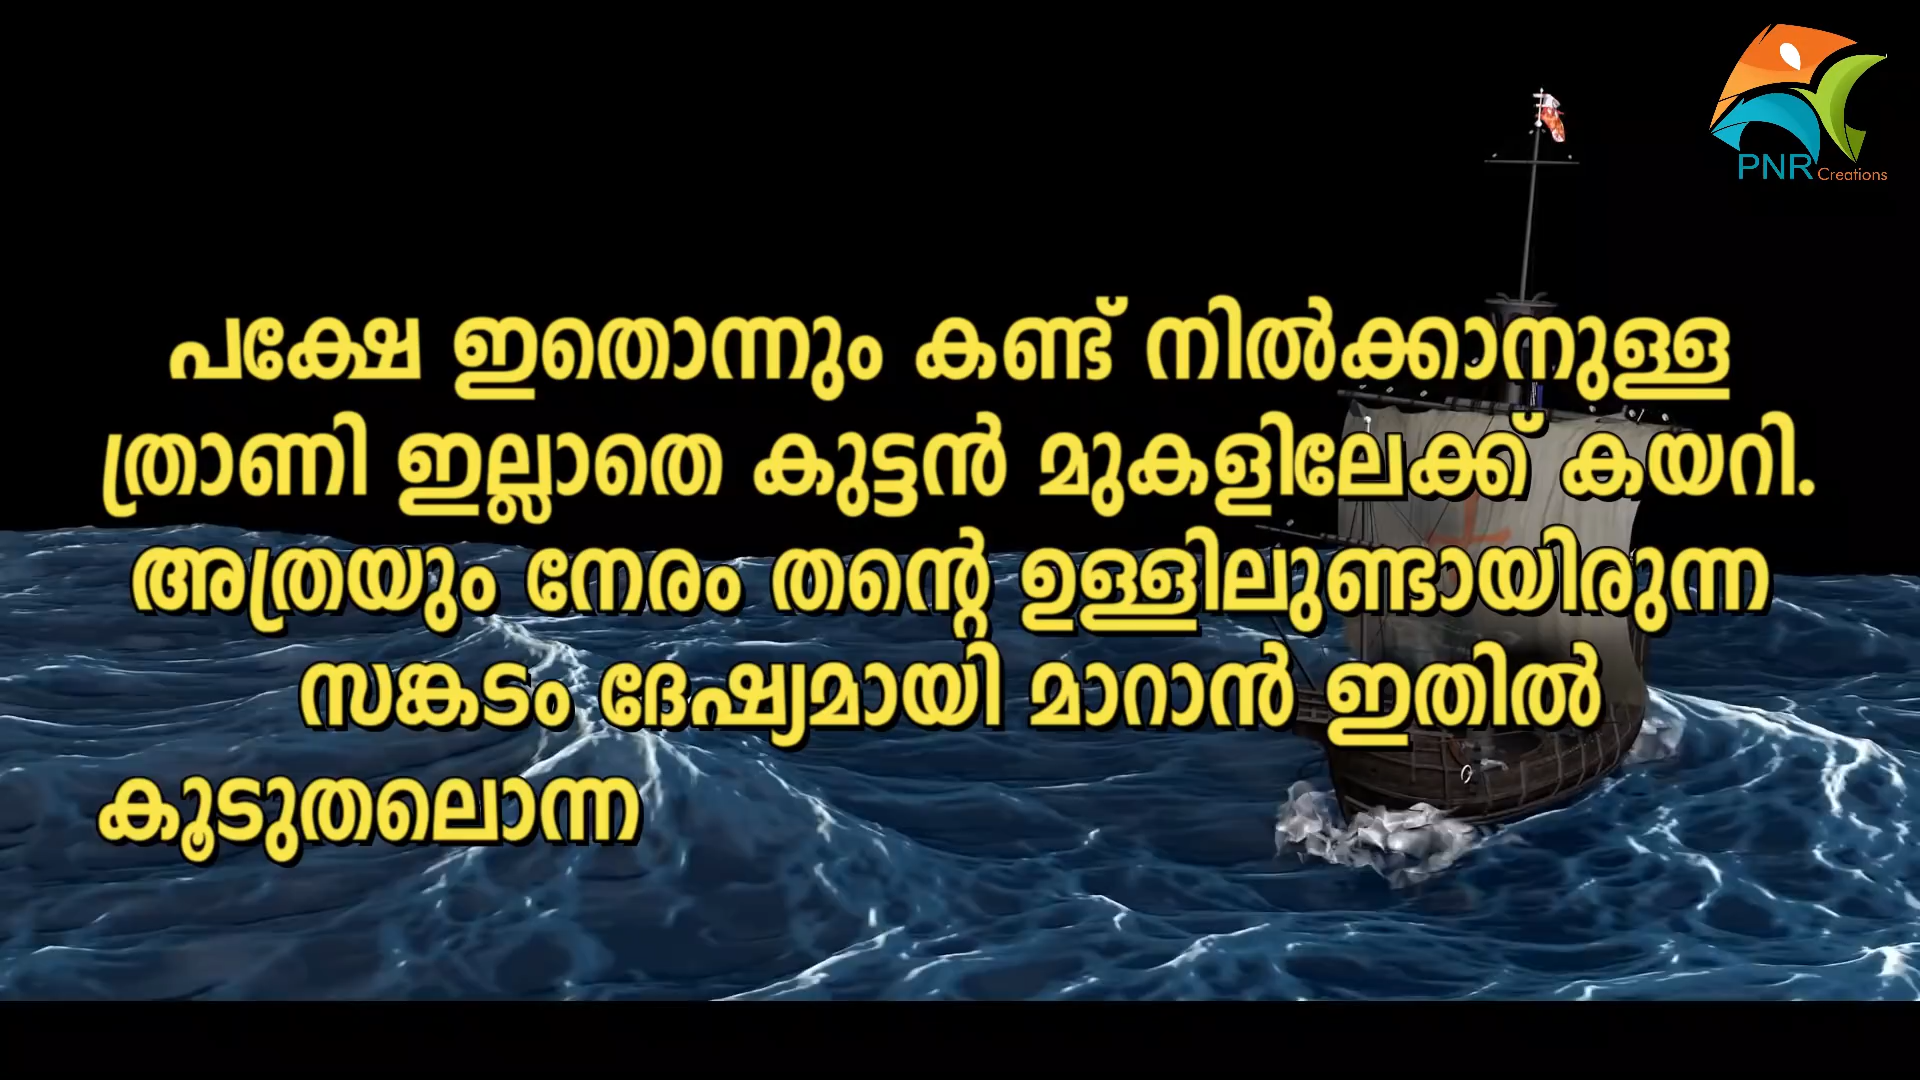 PNR Creations
പക്ഷേ ഇതൊന്നും കണ്ട് നിൽക്കാനുള്ള
ത്രാണി ഇല്ലാതെ കുട്ടൻ മുകളിലേക്ക് കയറി.
അത്രയും നേരം തന്റെ ഉള്ളിലുണ്ടായിരുന്ന
സങ്കടം ദേഷ്യമായി മാറാൻ ഇതിൽ
കൂടുതലൊന്ന